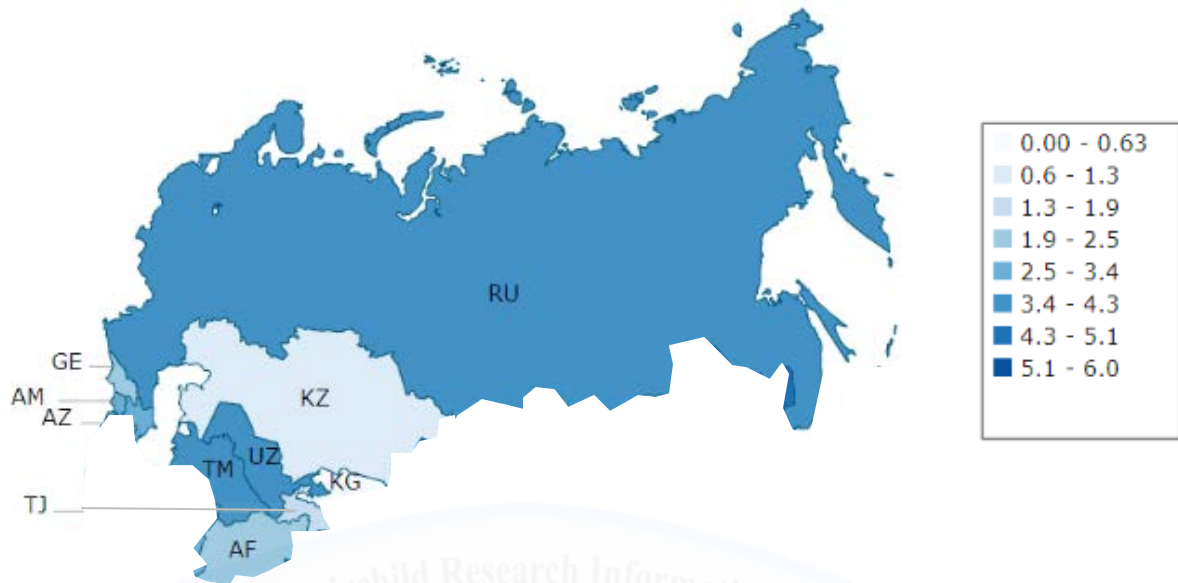 RU
GE
AM
AZ
KZ
UZ
TM
KG
TJ
AF
0.00 - 0.63
0.6 - 1.3
1.3 - 1.9
1.9 - 2.5
2.5 - 3.4
3.4 - 4.3
4.3 - 5.1
5.1 - 6.0
Research